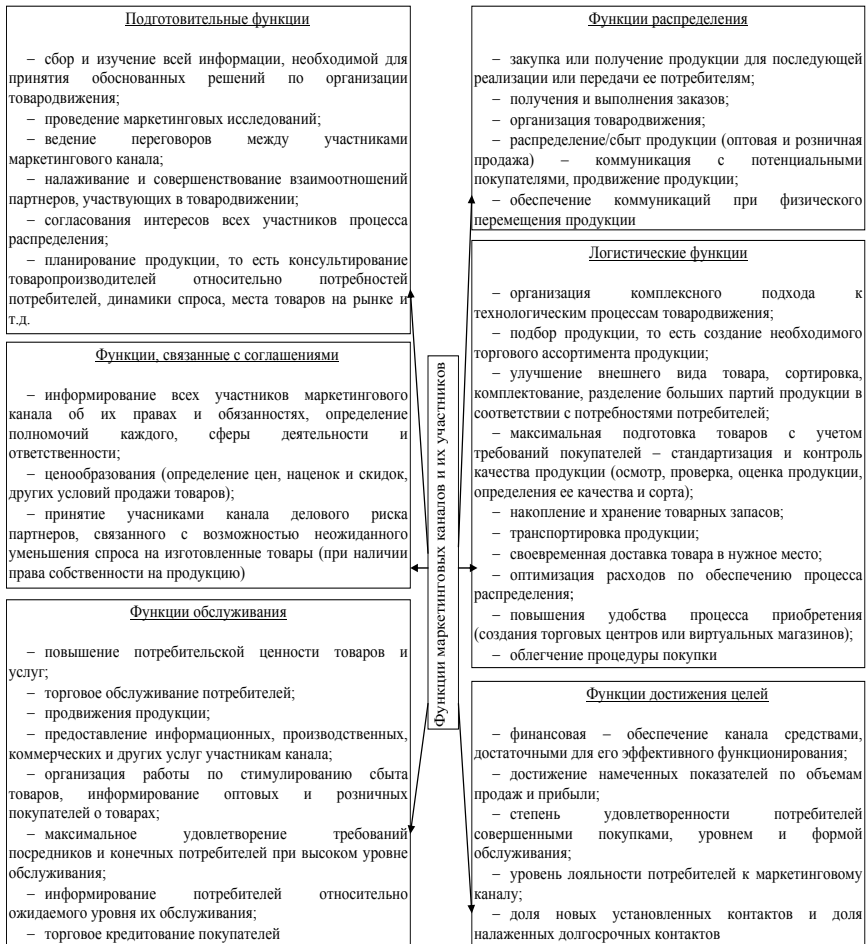 Подготовительные функции
– сбор и изучение всей информации, необходимой для
принятия обоснованных решений по организации
товародвижения;
– проведение маркетинговых исследований;
– ведение переговоров между участниками
маркетингового канала;
– налаживание и совершенствование взаимоотношений
партнеров, участвующих в товародвижении;
– согласования интересов всех участников процесса
распределения;
– планирование продукции, то есть консультирование
товаропроизводителей относительно потребностей
потребителей, динамики спроса, места товаров на рынке и
т.д.
Функции, связанные с соглашениями
– информирование всех участников маркетингового
канала об их правах и обязанностях, определение
полномочий каждого, сферы деятельности и
ответственности;
– ценообразования (определение цен, наценок и скидок,
других условий продажи товаров);
– принятие учасниками канала делового риска
партнеров, связанного с возможностью неожиданного
уменьшения спроса на изготовленные товары (при наличии
права собственности на продукцию)
Функции обслуживания
– повышение потребительской ценности товаров и
услуг;
– торговое обслуживание потребителей;
– продвижения продукции;
– предоставление информационных, производственных,
коммерческих и других услуг участникам канала;
– организация работы по стимулированию сбыта
товаров, информирование оптовых и розничных
покупателей о товарах;
– максимальное удовлетворение требований
посредников и конечных потребителей при высоком уровне
обслуживания;
– информирование потребителей относительно
ожидаемого уровня их обслуживания;
– торговое кредитование покупателей
Функции маркетинговых каналов и их участников
Функции распределения
– закупка или получение продукции для последующей
реализации или передачи ее потребителям;
– получения и выполнения заказов;
– организация товародвижения;
– распределение/сбыт продукции (оптовая и розничная
продажа) – коммуникация с потенциальными
покупателями, продвижение продукции;
– обеспечение коммуникаций при физического
перемещения продукции
Логистические функции
– организация комплексного подхода к
технологическим процессам товародвижения;
– подбор продукции, то есть создание необходимого
торгового ассортимента продукции;
– улучшение внешнего вида товара, сортировка,
комплектование, разделение больших партий продукции в
соответствии с потребностями потребителей;
– максимальная подготовка товаров с учетом
требований покупателей – стандартизация и контроль
качества продукции (осмотр, проверка, оценка продукции,
определения ее качества и сорта);
– накопление и хранение товарных запасов;
– транспортировка продукции;
– своевременная доставка товара в нужное место;
– оптимизация расходов по обеспечению процесса
распределения;
– повышения удобства процесса приобретения
(создания торговых центров или виртуальных магазинов);
– облегчение процедуры покупки
Функции достижения целей
– финансовая – обеспечение канала средствами,
достаточными для его эффективного функционирования;
– достижение намеченных показателей по объемам
продаж и прибыли;
– степень удовлетворенности потребителей
совершенными покупками, уровнем и формой
обслуживания;
– уровень лояльности потребителей к маркетинговому
каналу;
– доля новых установленных контактов и доля
налаженных долгосрочных контактов